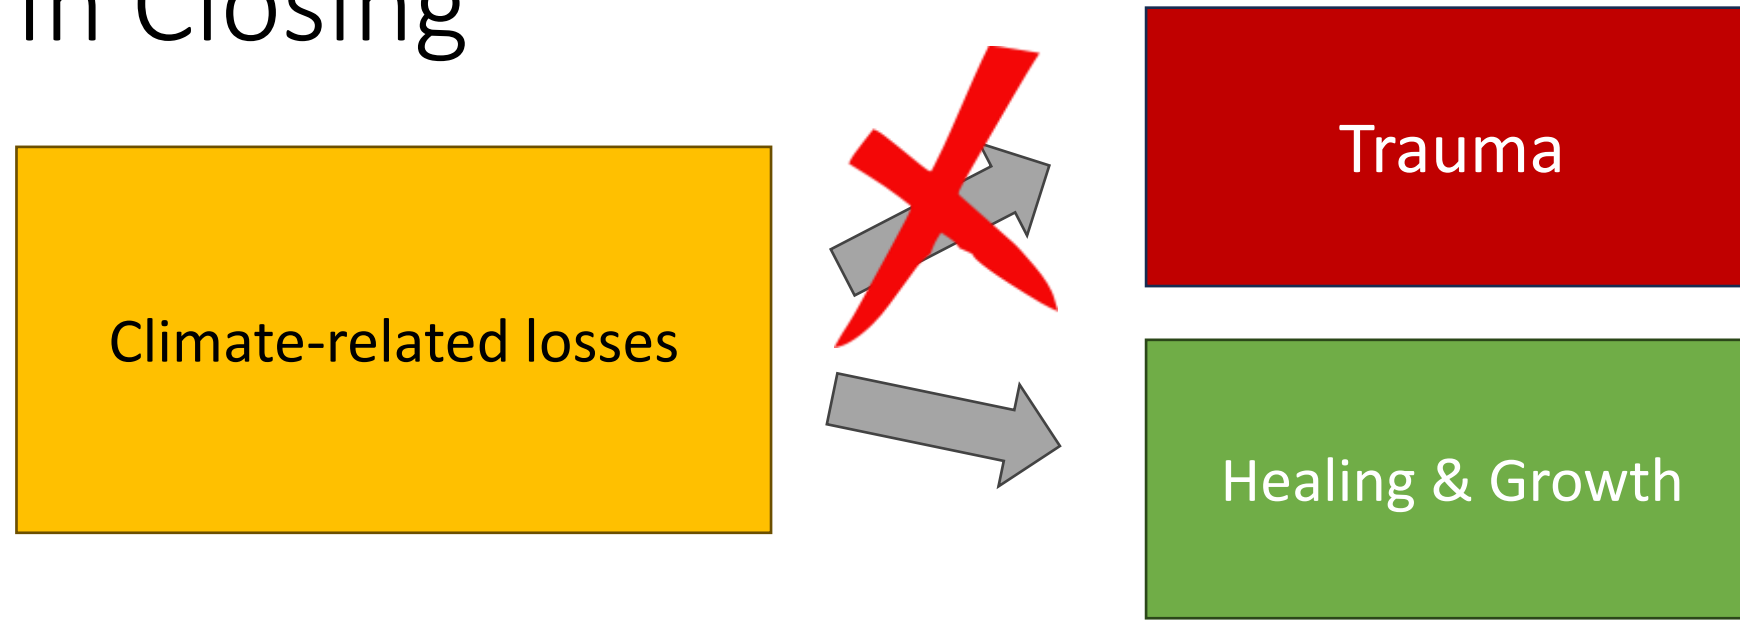 In Closing
Climate-related losses
Trauma
Healing & Growth